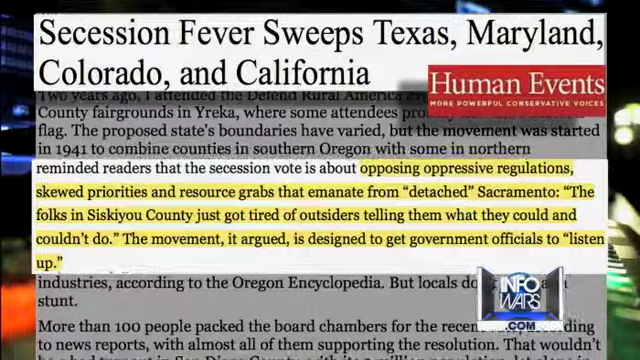 Secession Fever Sweeps Texas, Maryland,
Colorado, and California
Human Events
MORE POWERFUL CONSERVATIVE VOICES
Two years ago, I attended the Defend Rural America
County fairgrounds in Yreka, where some attendees
flag. The proposed state's boundaries have varied, but the movement was started
in 1941 to combine counties in southern Oregon with some in northern
reminded readers that the secession vote is about opposing oppressive regulations,
skewed priorities and resource grabs that emanate from “detached” Sacramento: “The
folks in Siskiyou County just got tired of outsiders telling them what they could and
couldn't do.” The movement, it argued, is designed to get government officials to “listen
up.”
industries, according to the Oregon Encyclopedia. But locals
stunt.
INFO
WARS
.COM
More than 100 people packed the board chambers for the
to news reports, with almost all of them supporting the resolution. That wouldn't